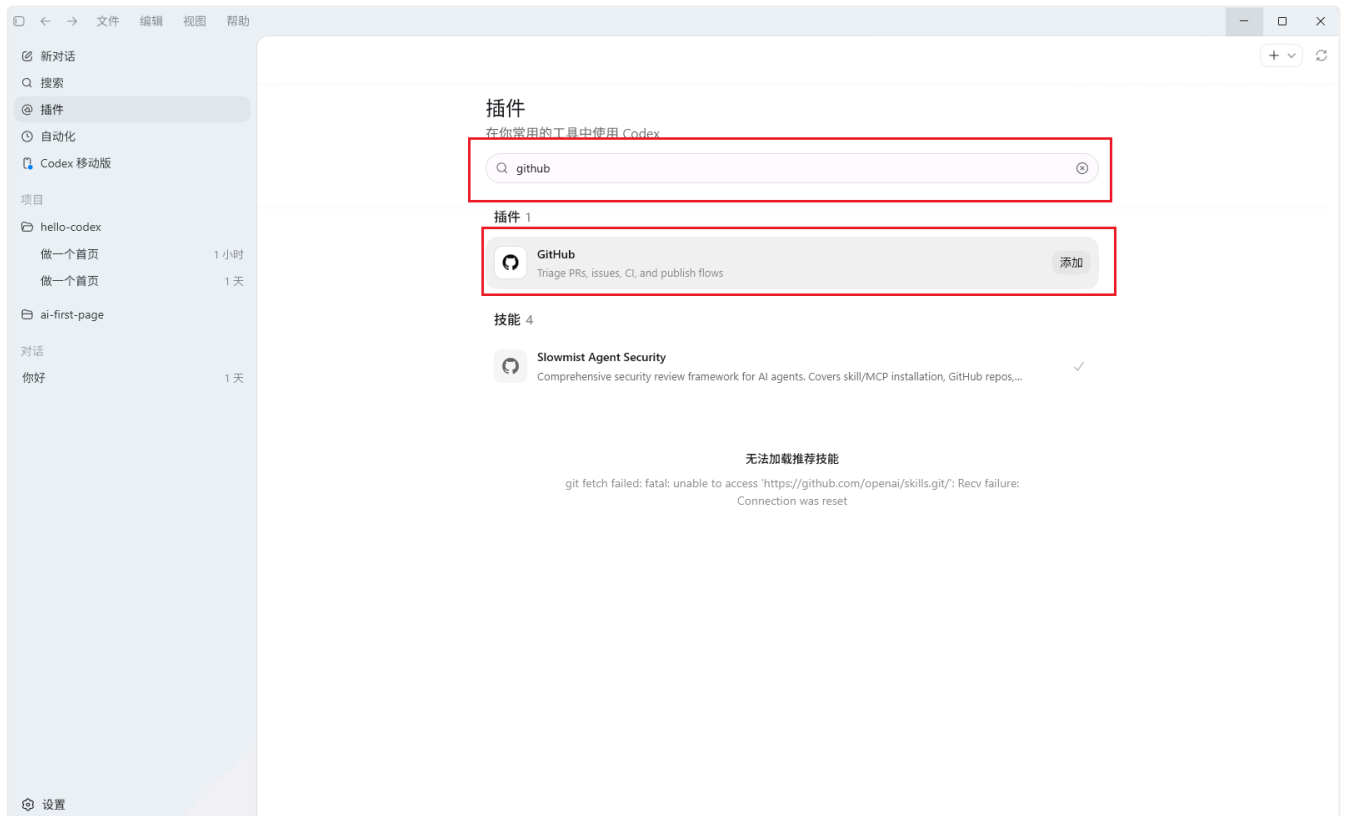 文件 编辑 视图 帮助
新对话
搜索
插件
自动化
Codex 移动版
项目
hello-codex
做一个首页 1 小时
做一个首页 1 天
ai-first-page
对话
你好 1 天
设置
插件
在你常用的工具中使用 Codex
github
插件 1
GitHub
Triage PRs, issues, CI, and publish flows
添加
技能 4
Slowmist Agent Security
Comprehensive security review framework for AI agents. Covers skill/MCP installation, GitHub repos,...
无法加载推荐技能
git fetch failed: fatal: unable to access 'https://github.com/openai/skills.git/': Recv failure:
Connection was reset